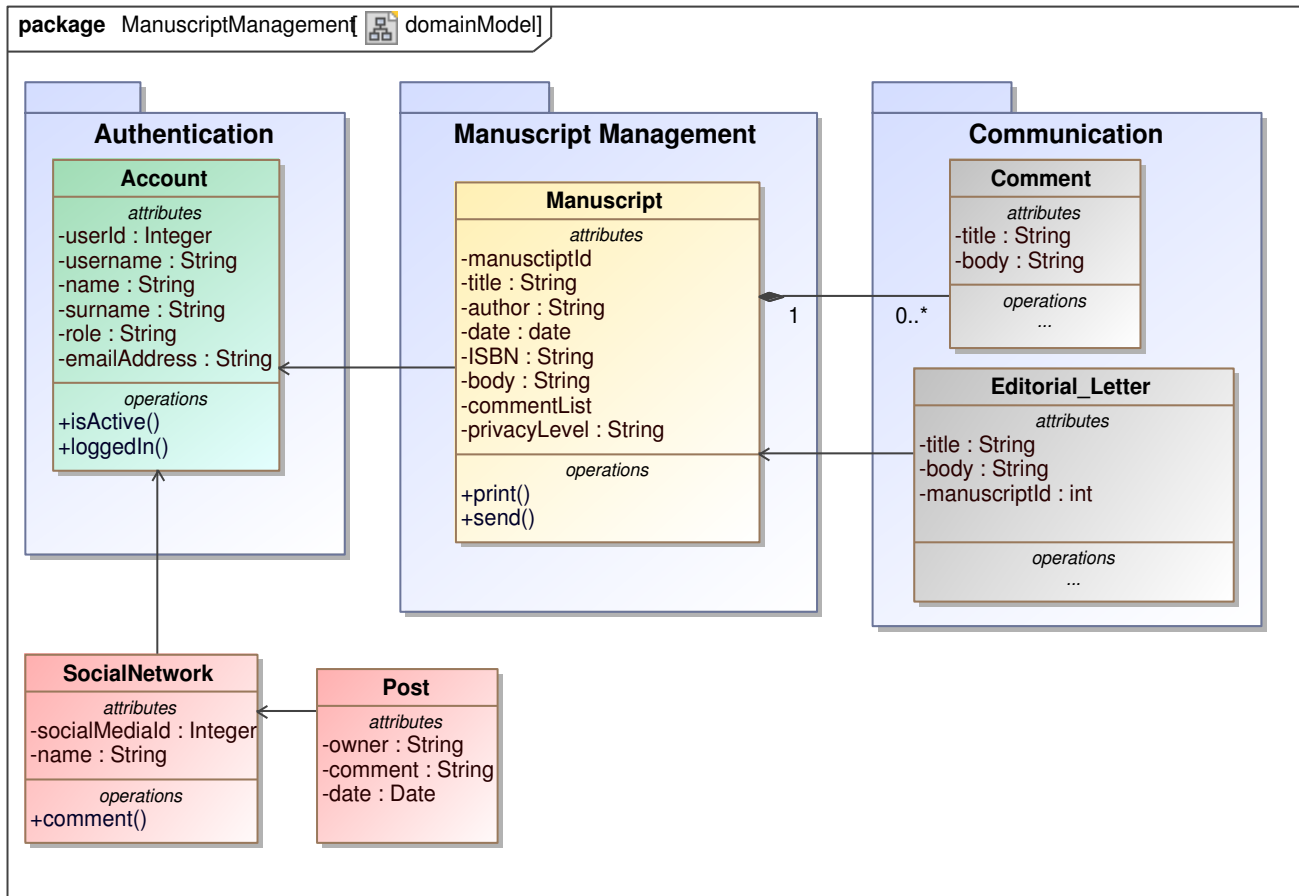 package ManuscriptManagement[ domainModel]
Authentication
Account
attributes
-userId : Integer
-username : String
-name : String
-surname : String
-role : String
-emailAddress : String
operations
+isActive()
+loggedIn()
Manuscript Management
Manuscript
attributes
-manusctiptId
-title : String
-author : String
-date : date
-ISBN : String
-body : String
-commentList
-privacyLevel : String
operations
+print()
+send()
1
0..*
Communication
Comment
attributes
-title : String
-body : String
operations
...
Editorial_Letter
attributes
-title : String
-body : String
-manuscriptId : int
operations
...
SocialNetwork
attributes
-socialMediaId : Integer
-name : String
operations
+comment()
Post
attributes
-owner : String
-comment : String
-date : Date